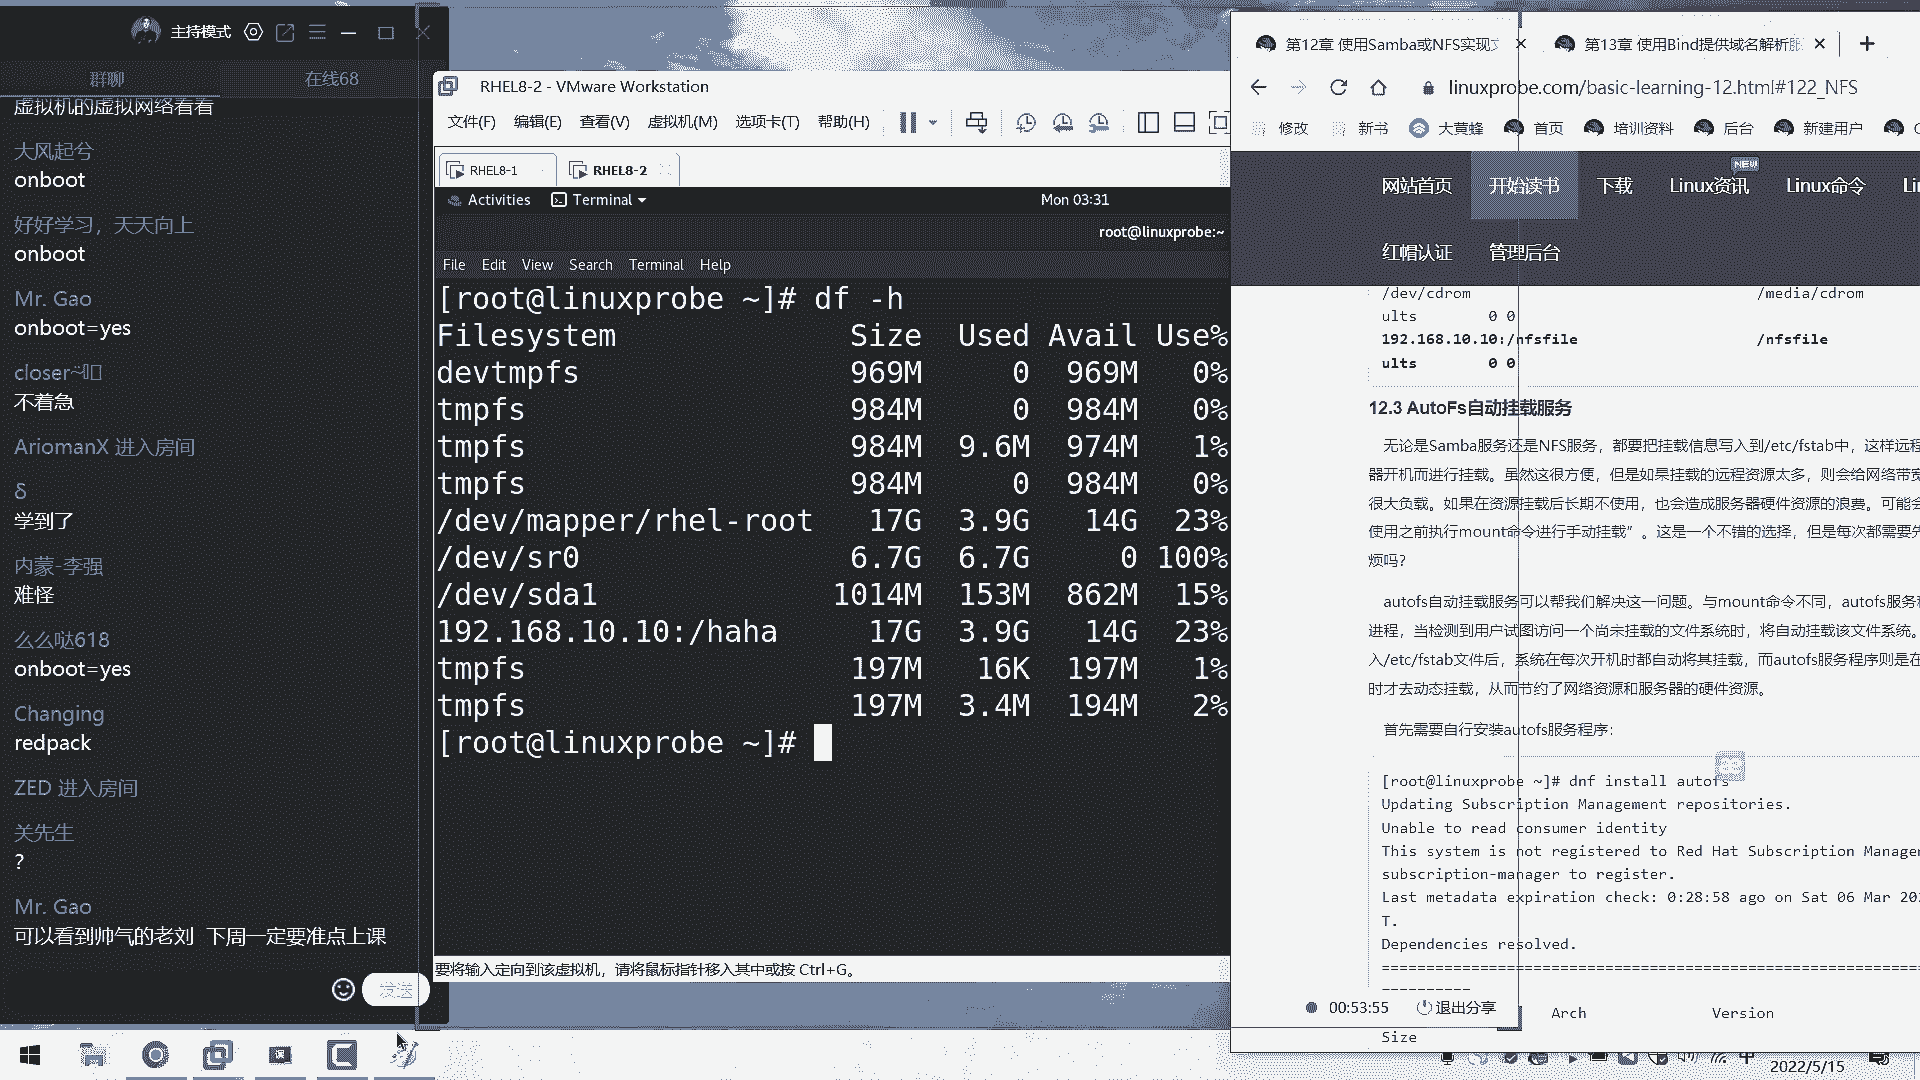 主持模式
群聊
在线68
虚拟机的虚拟网络看看
大风起兮
onboot
好好学习，天天向上
onboot
Mr. Gao
onboot=yes
不着急
AriomanX 进入房间
δ
学到了
内蒙-李强
难怪
么么哒618
onboot=yes
Changing
redpack
ZED 进入房间
关先生
?
Mr. Gao
可以看到帅气的老刘 下周一定要准点上课
发送
RHEL8-2 - VMware Workstation
文件(F) 编辑(E) 查看(V) 虚拟机(M) 选项卡(T) 帮助(H)
RHEL8-1
RHEL8-2
Activities
Terminal
Mon 03:31
root@linuxprobe:~
File Edit View Search Terminal Help
[root@linuxprobe ~]# df -h
Filesystem Size Used Avail Use%
devtmpfs 969M 0 969M 0%
tmpfs 984M 0 984M 0%
tmpfs 984M 9.6M 974M 1%
tmpfs 984M 0 984M 0%
/dev/mapper/rhel-root 17G 3.9G 14G 23%
/dev/sr0 6.7G 6.7G 0 100%
/dev/sda1 1014M 153M 862M 15%
192.168.10.10:/haha 17G 3.9G 14G 23%
tmpfs 197M 16K 197M 1%
tmpfs 197M 3.4M 194M 2%
[root@linuxprobe ~]#
要将输入定向到该虚拟机，请将鼠标指针移入其中或按 Ctrl+G。
第12章 使用Samba或NFS实现文
第13章 使用Bind提供域名解析服
linuxprobe.com/basic-learning-12.html#122_NFS
修改 新书 大黄蜂 首页 培训资料 后台 新建用户
网站首页 开始读书 下载 Linux资讯 Linux命令 Li
NEW
红帽认证 管理后台
/dev/cdrom /media/cdrom
ults 0 0
192.168.10.10:/nfsfile /nfsfile
ults 0 0
12.3 AutoFs自动挂载服务
无论是Samba服务还是NFS服务，都要把挂载信息写入到/etc/fstab中，这样远程
器开机而进行挂载。虽然这很方便，但是如果挂载的远程资源太多，则会给网络带宽
很大负载。如果在资源挂载后长期不使用，也会造成服务器硬件资源的浪费。可能会
使用之前执行mount命令进行手动挂载”。这是一个不错的选择，但是每次都需要先
烦吗？
autofs自动挂载服务可以帮我们解决这一问题。与mount命令不同，autofs服务程
进程，当检测到用户试图访问一个尚未挂载的文件系统时，将自动挂载该文件系统。
入/etc/fstab文件后，系统在每次开机时都自动将其挂载，而autofs服务程序则是在
时才去动态挂载，从而节约了网络资源和服务器的硬件资源。
首先需要自行安装autofs服务程序：
[root@linuxprobe ~]# dnf install autofs
Updating Subscription Management repositories.
Unable to read consumer identity
This system is not registered to Red Hat Subscription Manage
subscription-manager to register.
Last metadata expiration check: 0:28:58 ago on Sat 06 Mar 20
T.
Dependencies resolved.
Arch Version
Size
00:53:55
退出分享
2022/5/15